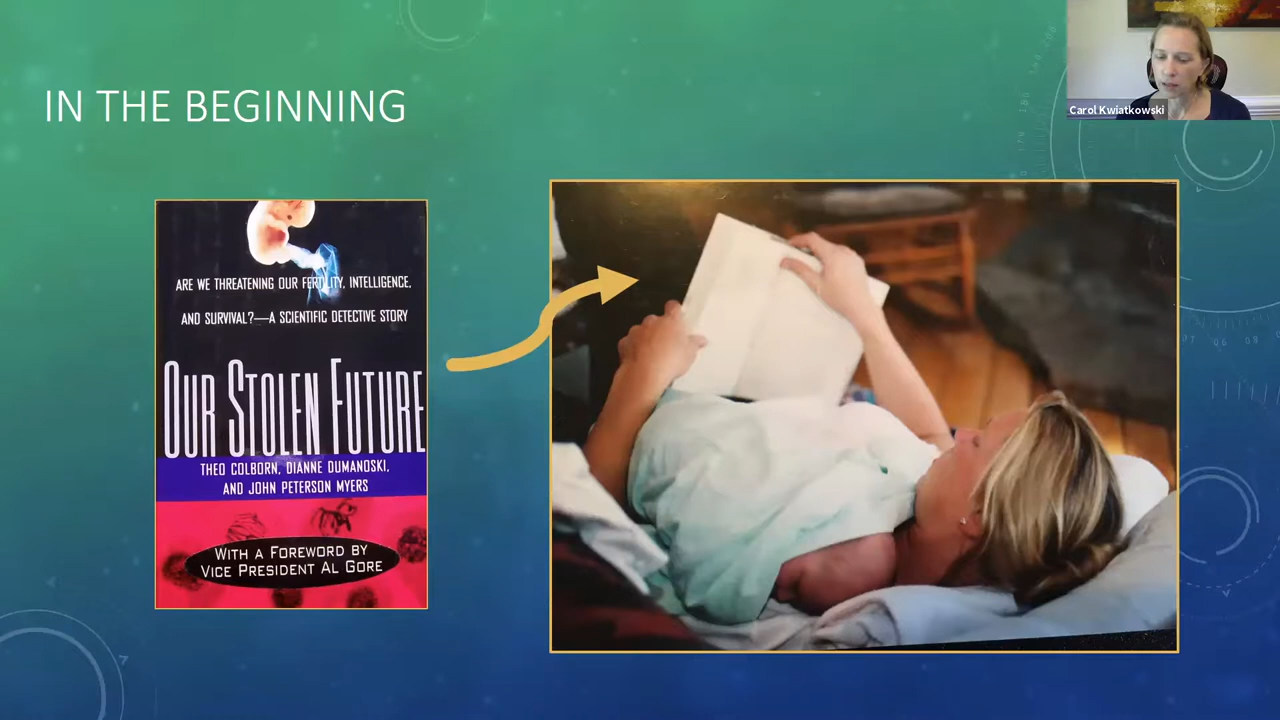 IN THE BEGINNING
Carol Kwiatkowski
ARE WE THREATENING OUR FERTILITY, INTELLIGENCE,
AND SURVIVAL?—A SCIENTIFIC DETECTIVE STORY
OUR STOLEN FUTURE
THEO COLBORN, DIANNE DUMANOSKI,
AND JOHN PETERSON MYERS
WITH A FOREWORD BY
VICE PRESIDENT AL GORE